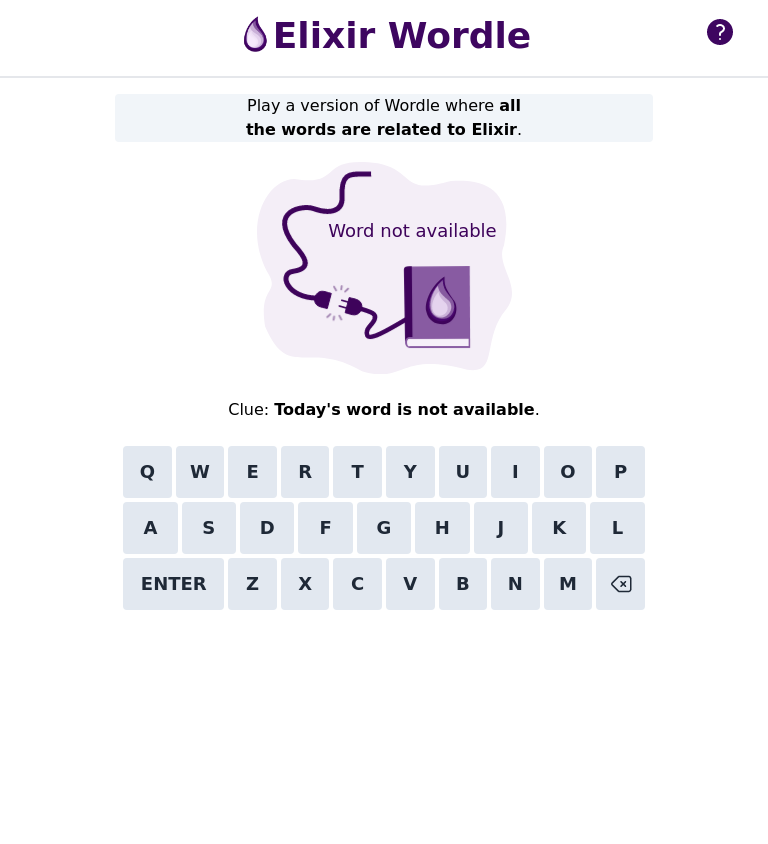 Elixir Wordle
?
Play a version of Wordle where all
the words are related to Elixir.
Word not available
Clue: Today's word is not available.
Q W E R T Y U I O P
A S D F G H J K L
ENTER Z X C V B N M